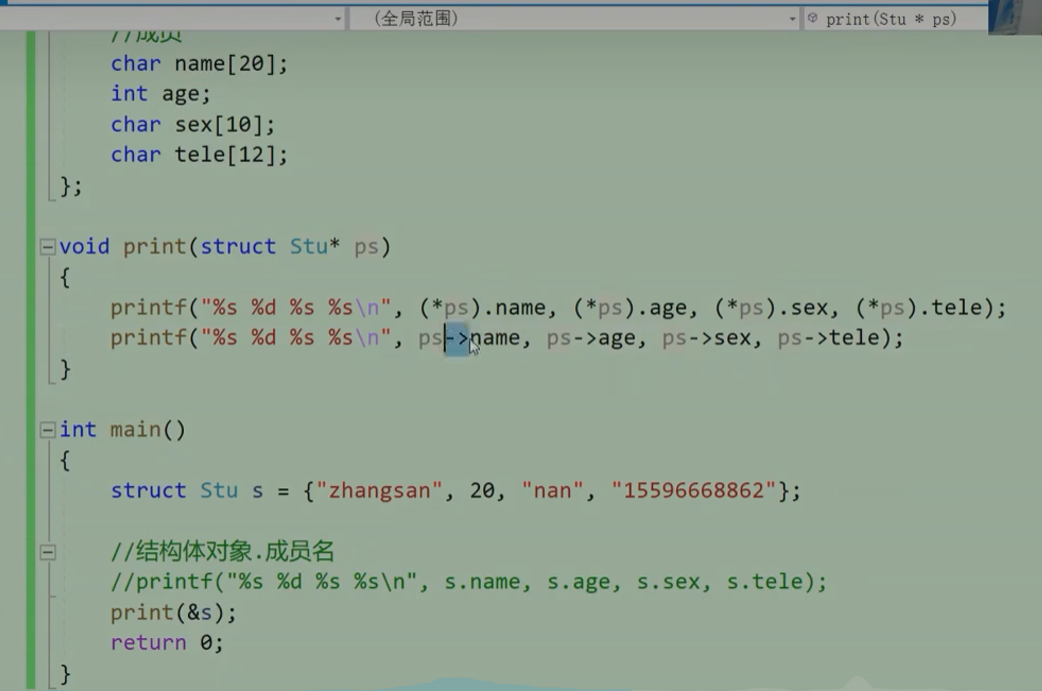 (全局范围) print(Stu * ps)
//成员
char name[20];
int age;
char sex[10];
char tele[12];
};
void print(struct Stu* ps)
{
printf("%s %d %s %s\n", (*ps).name, (*ps).age, (*ps).sex, (*ps).tele);
printf("%s %d %s %s\n", ps->name, ps->age, ps->sex, ps->tele);
}
int main()
{
struct Stu s = {"zhangsan", 20, "nan", "15596668862"};
//结构体对象.成员名
//printf("%s %d %s %s\n", s.name, s.age, s.sex, s.tele);
print(&s);
return 0;
}